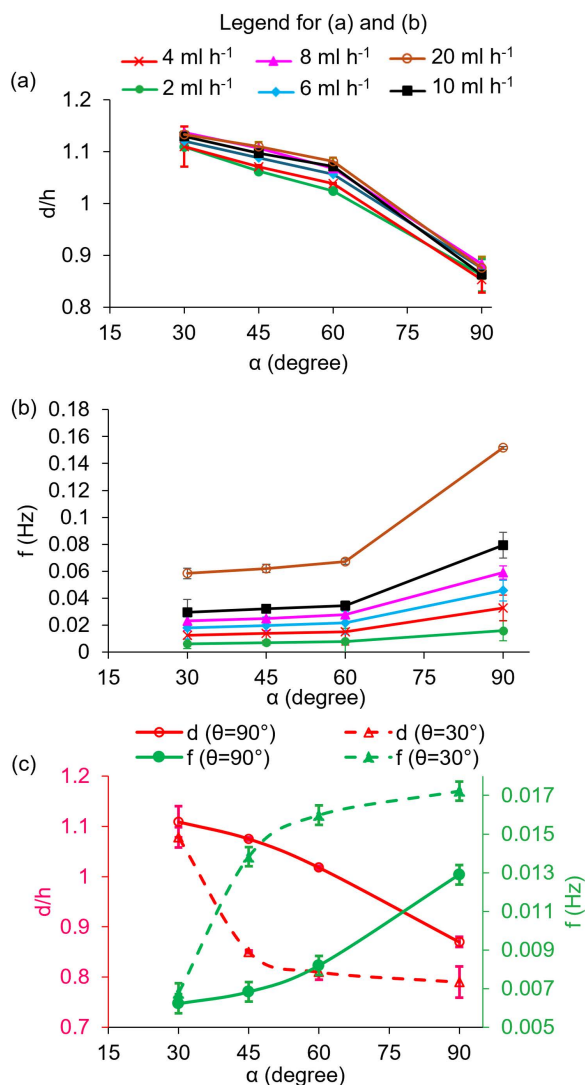 Legend for (a) and (b)
4 ml h⁻¹ 8 ml h⁻¹ 20 ml h⁻¹
2 ml h⁻¹ 6 ml h⁻¹ 10 ml h⁻¹
(a)
d/h
1.2
1.1
1
0.9
0.8
15 30 45 60 75 90
α (degree)
(b)
f (Hz)
0.18
0.16
0.14
0.12
0.1
0.08
0.06
0.04
0.02
0
15 30 45 60 75 90
α (degree)
d (θ=90°) d (θ=30°)
f (θ=90°) f (θ=30°)
(c)
d/h
1.2
1.1
1
0.9
0.8
0.7
0.017
0.015
0.013
0.011
0.009
0.007
0.005
f (Hz)
15 30 45 60 75 90
α (degree)